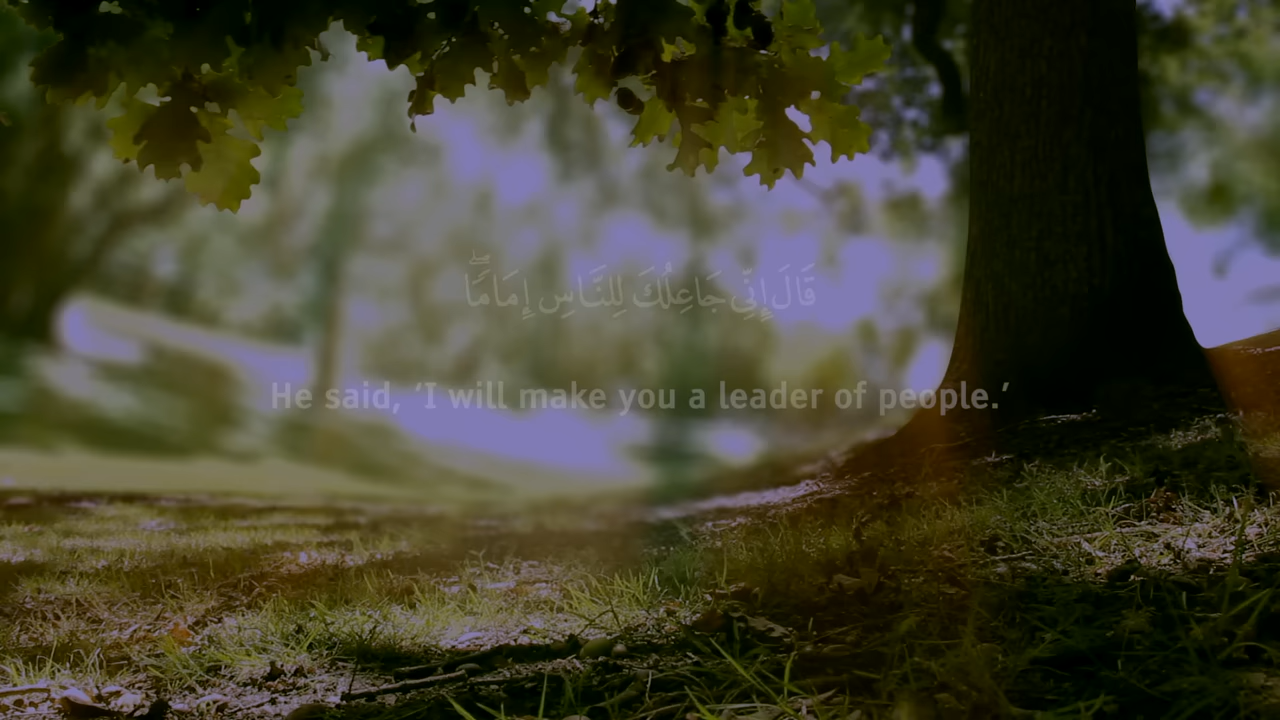 قَالَ إِنِّي جَاعِلُكَ لِلنَّاسِ إِمَامًا ۖ
He said, ‘I will make you a leader of people.’